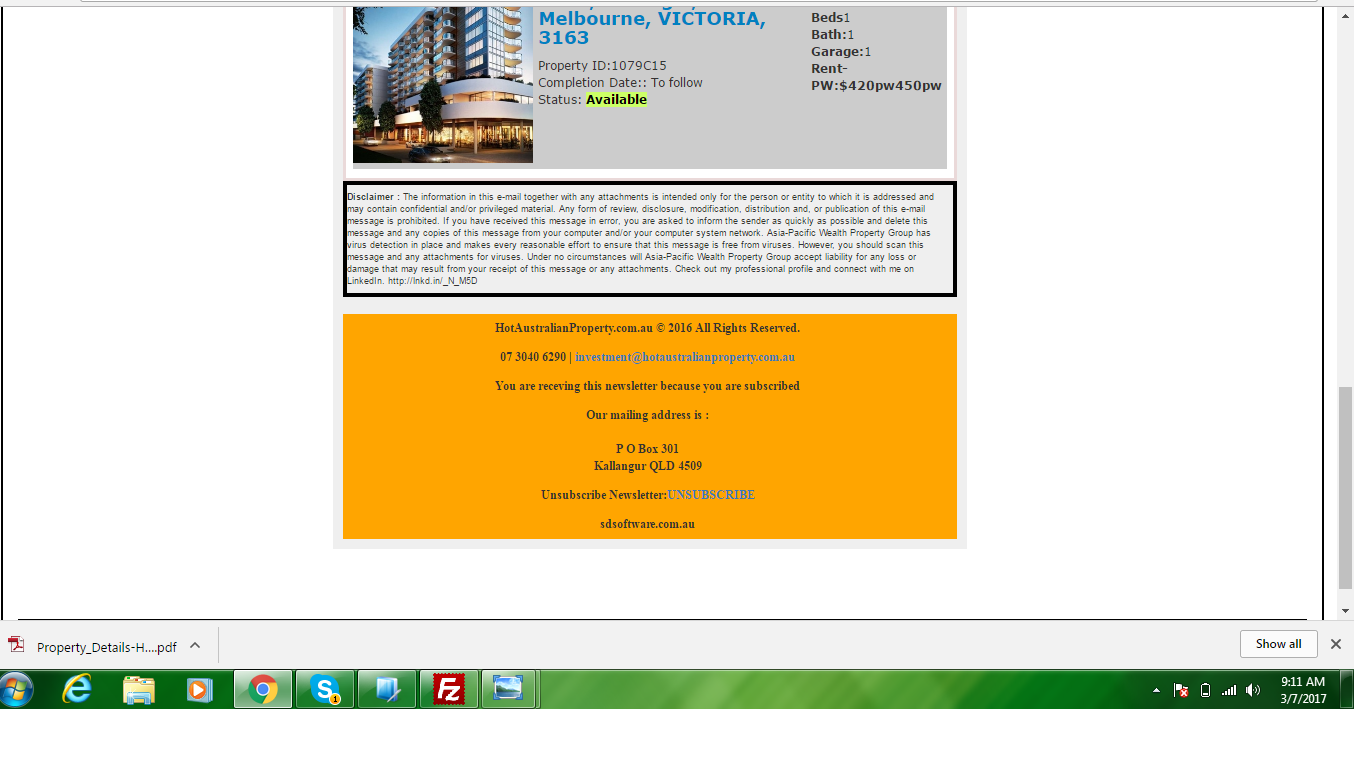 Melbourne, VICTORIA,
3163
Property ID:1079C15
Completion Date:: To follow
Status: Available
Beds1
Bath:1
Garage:1
Rent-
PW:$420pw450pw
Disclaimer : The information in this e-mail together with any attachments is intended only for the person or entity to which it is addressed and
may contain confidential and/or privileged material. Any form of review, disclosure, modification, distribution and, or publication of this e-mail
message is prohibited. If you have received this message in error, you are asked to inform the sender as quickly as possible and delete this
message and any copies of this message from your computer and/or your computer system network. Asia-Pacific Wealth Property Group has
virus detection in place and makes every reasonable effort to ensure that this message is free from viruses. However, you should scan this
message and any attachments for viruses. Under no circumstances will Asia-Pacific Wealth Property Group accept liability for any loss or
damage that may result from your receipt of this message or any attachments. Check out my professional profile and connect with me on
LinkedIn. http://lnkd.in/_N_M5D
HotAustralianProperty.com.au © 2016 All Rights Reserved.
07 3040 6290 | investment@hotaustralianproperty.com.au
You are receving this newsletter because you are subscribed
Our mailing address is :
P O Box 301
Kallangur QLD 4509
Unsubscribe Newsletter:UNSUBSCRIBE
sdsoftware.com.au
Property_Details-H....pdf
Show all
S
1
Fz
9:11 AM
3/7/2017